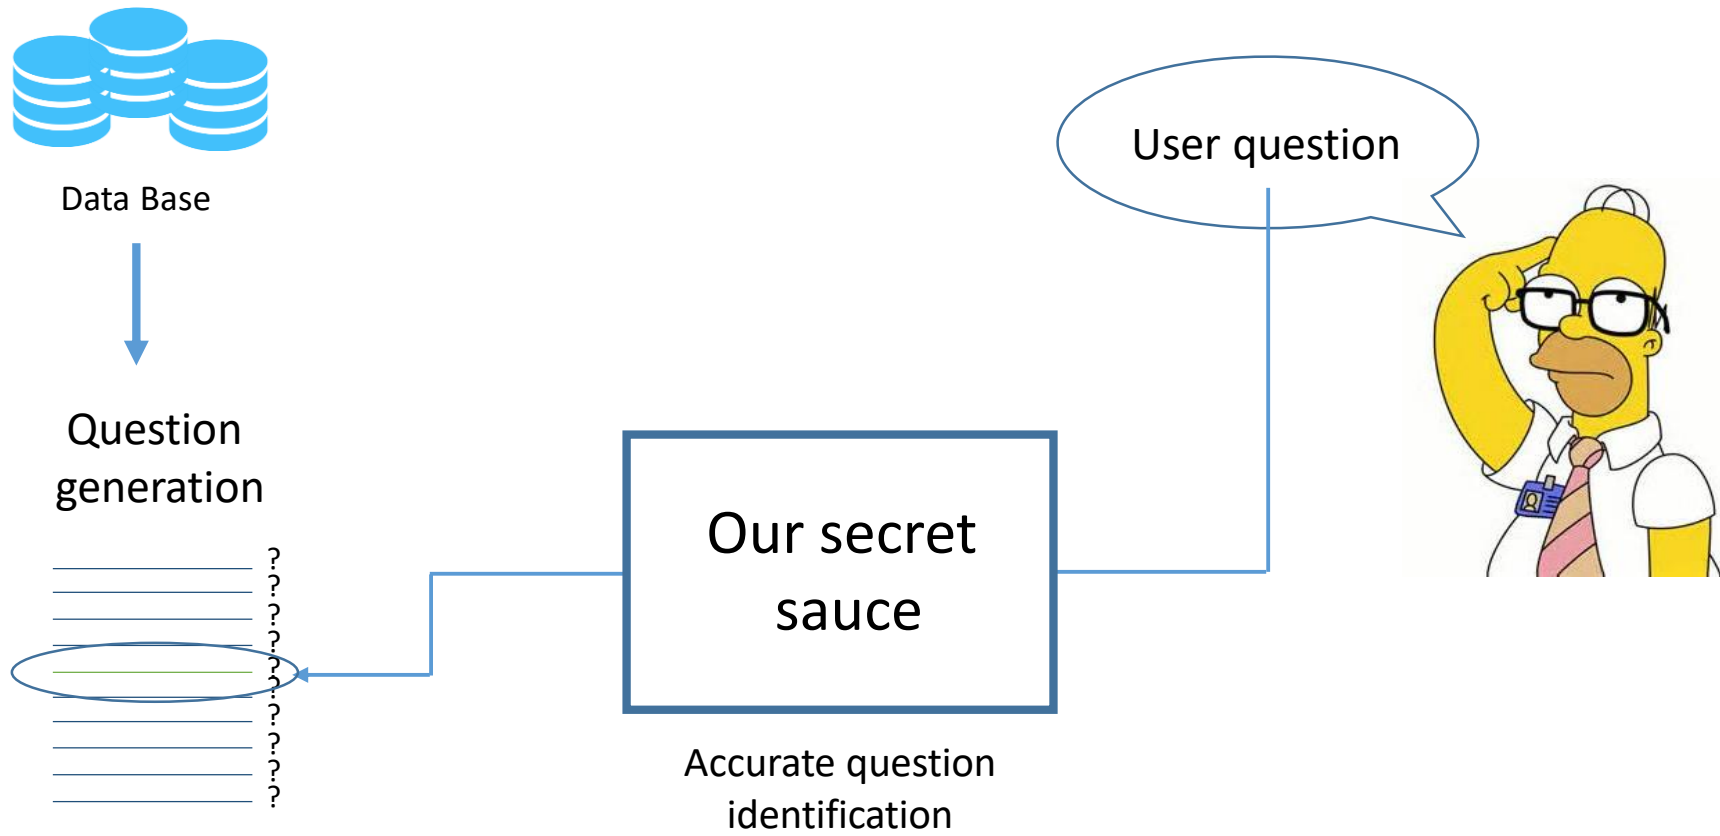 Data Base
User question
Question
generation
?
?
?
?
?
?
?
?
?
?
Our secret
sauce
Accurate question
identification